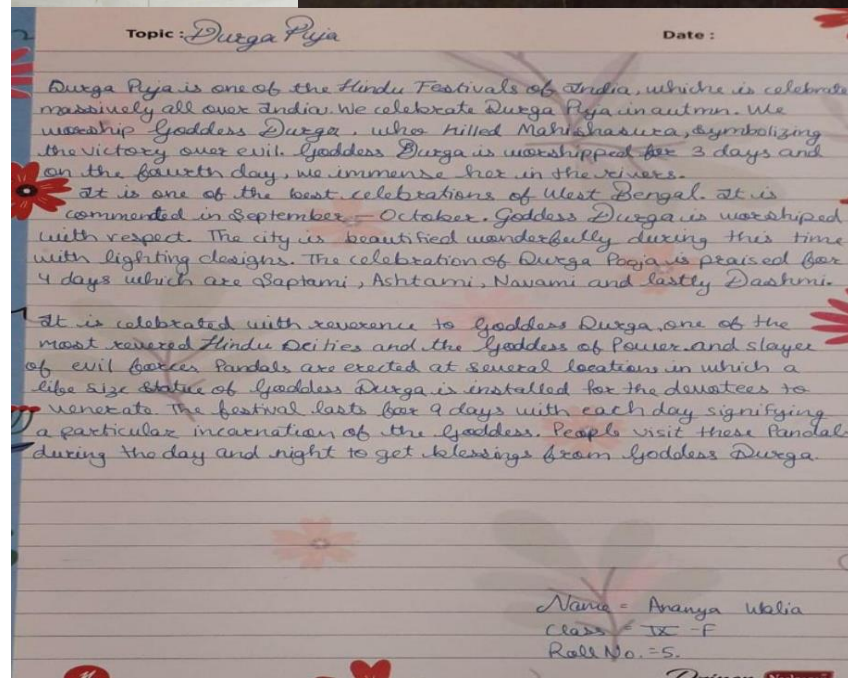 Topic : Durga Puja Date :
Durga Puja is one of the Hindu Festivals of India, whiche is celebrate
massively all over India. We celebrate Durga Puja in autmn. We
worship Goddess Durga, who killed Mahishasura, symbolizing
the victory over evil. Goddess Durga is worshipped for 3 days and
on the fourth day, we immense her in the rivers.
It is one of the best celebrations of West Bengal. It is
commented in September - October. Goddess Durga is worshiped
with respect. The city is beautified wonderfully during this time
with lighting designs. The celebration of Durga Pooja is praised for
4 days which are Saptami, Ashtami, Navami and lastly Dashmi.
It is celebrated with reverence to Goddess Durga, one of the
most revered Hindu Deities and the Goddess of Power and slayer
of evil forces Pandals are erected at several locations in which a
life size statue of Goddess Durga is installed for the devotees to
venerate. The festival lasts for 9 days with each day signifying
a particular incarnation of the Goddess. People visit these Pandals
during the day and night to get blessings from Goddess Durga.
Name = Ananya Walia
Class = IX - F
Roll No. = 5.